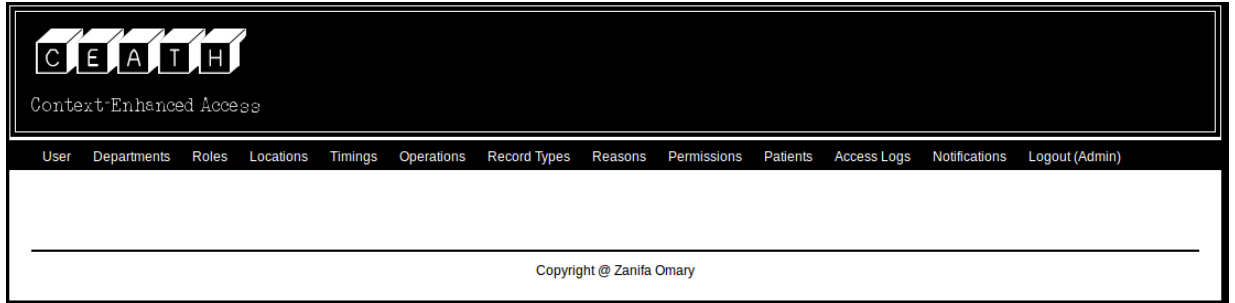 CEATH
Context-Enhanced Access
User Departments Roles Locations Timings Operations Record Types Reasons Permissions Patients Access Logs Notifications Logout (Admin)
Copyright @ Zanifa Omary